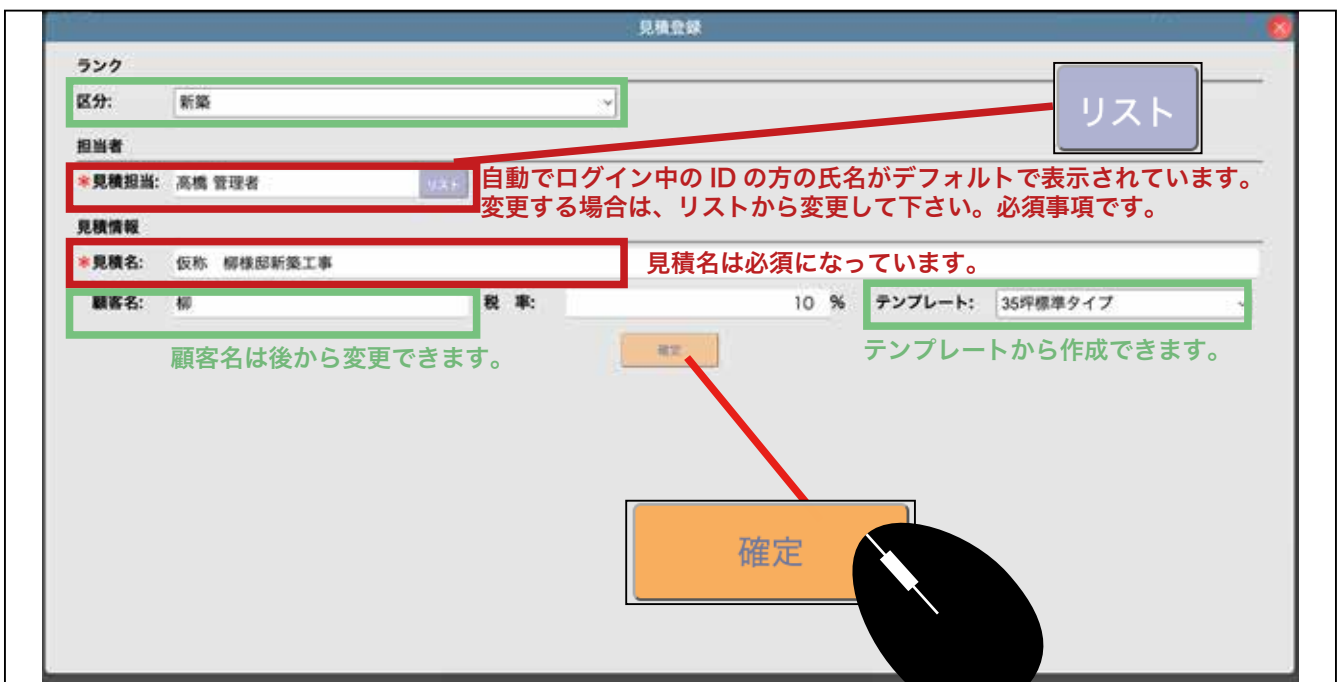 見積登録
ランク
区分: 新築
リスト
担当者
*見積担当: 高橋 管理者 リスト
自動でログイン中の ID の方の氏名がデフォルトで表示されています。
変更する場合は、リストから変更して下さい。必須事項です。
見積情報
*見積名: 仮称 柳様邸新築工事
見積名は必須になっています。
顧客名: 柳 税 率: 10 % テンプレート: 35坪標準タイプ
確定
顧客名は後から変更できます。
テンプレートから作成できます。
確定